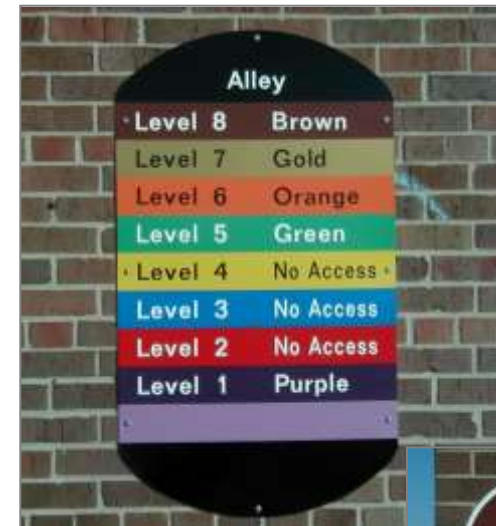 Alley
Level 8 Brown
Level 7 Gold
Level 6 Orange
Level 5 Green
Level 4 No Access
Level 3 No Access
Level 2 No Access
Level 1 Purple